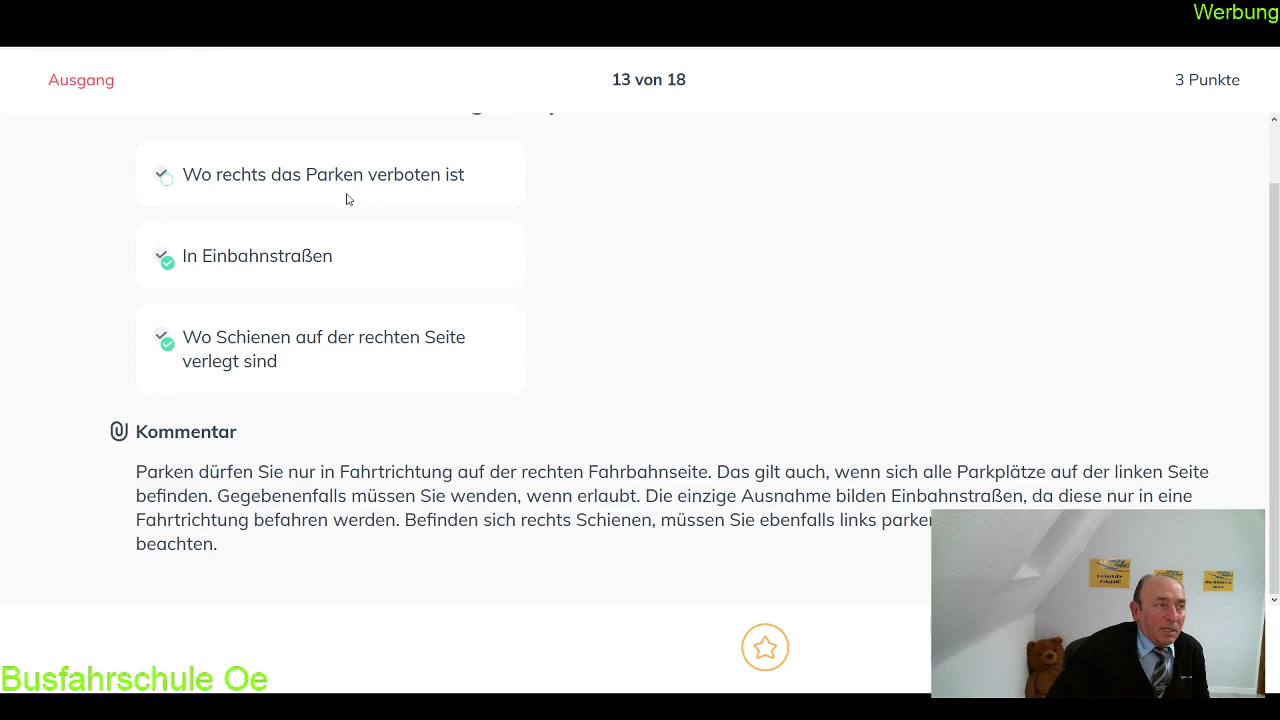 Werbung
Ausgang
13 von 18
3 Punkte
Wo rechts das Parken verboten ist
In Einbahnstraßen
Wo Schienen auf der rechten Seite
verlegt sind
Kommentar
Parken dürfen Sie nur in Fahrtrichtung auf der rechten Fahrbahnseite. Das gilt auch, wenn sich alle Parkplätze auf der linken Seite
befinden. Gegebenenfalls müssen Sie wenden, wenn erlaubt. Die einzige Ausnahme bilden Einbahnstraßen, da diese nur in eine
Fahrtrichtung befahren werden. Befinden sich rechts Schienen, müssen Sie ebenfalls links parken
beachten.
Busfahrschule Oe